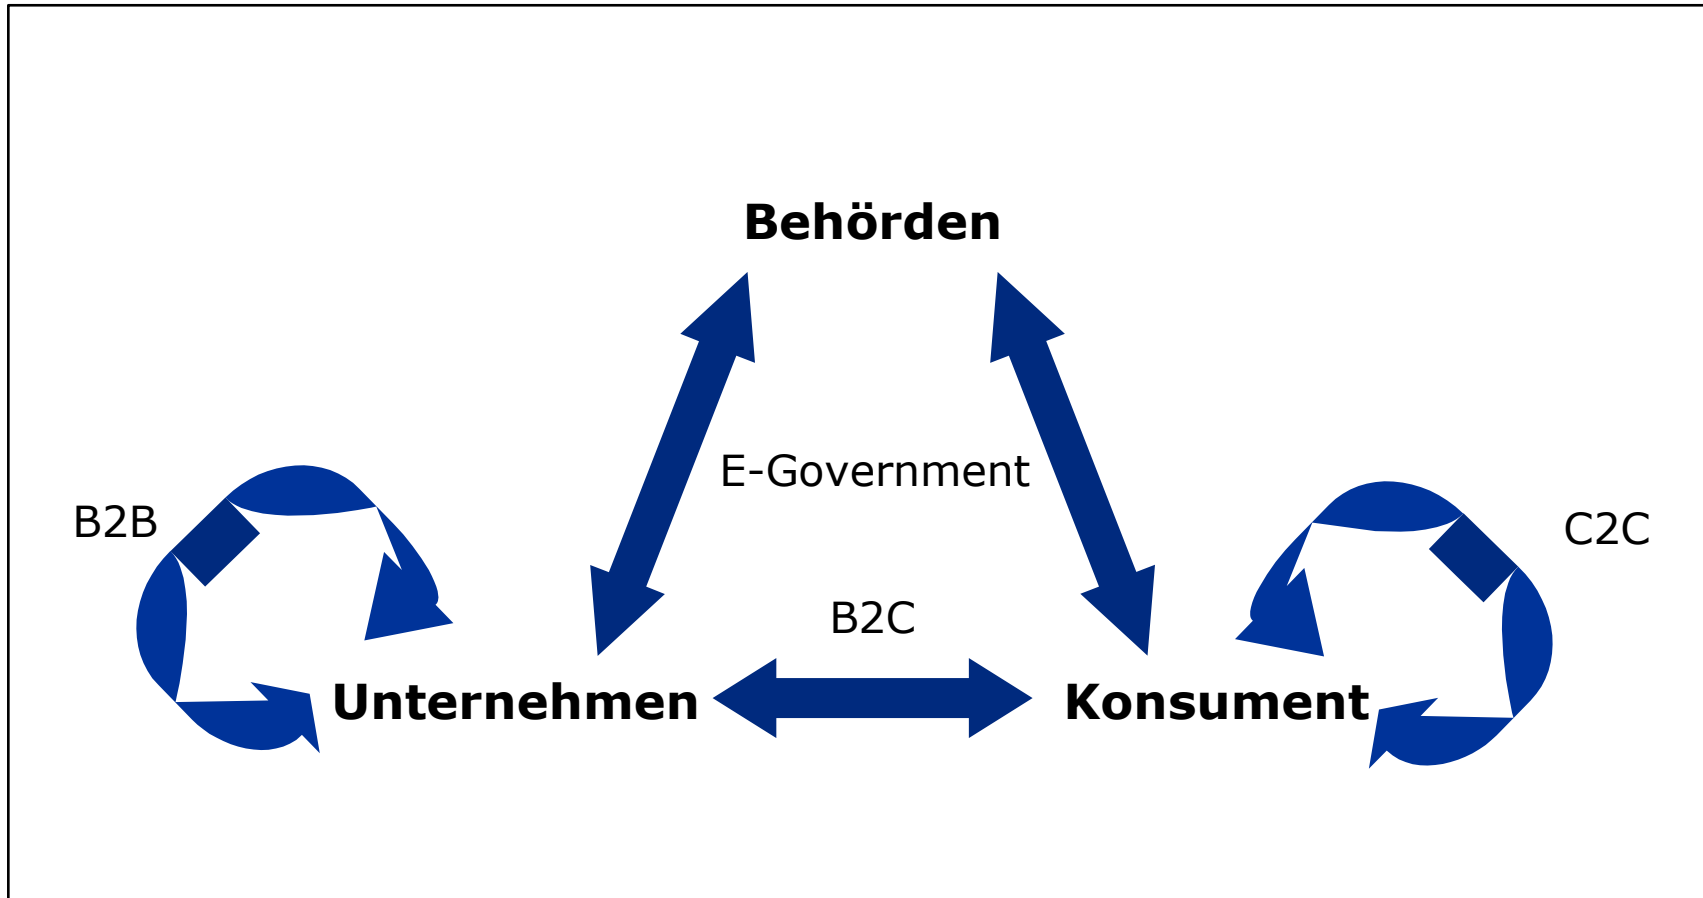 Behörden
E-Government
B2B
C2C
B2C
Unternehmen
Konsument